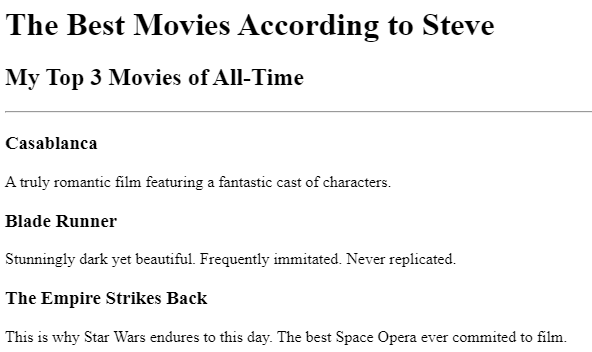 The Best Movies According to Steve
My Top 3 Movies of All-Time
Casablanca
A truly romantic film featuring a fantastic cast of characters.
Blade Runner
Stunningly dark yet beautiful. Frequently immitated. Never replicated.
The Empire Strikes Back
This is why Star Wars endures to this day. The best Space Opera ever commited to film.